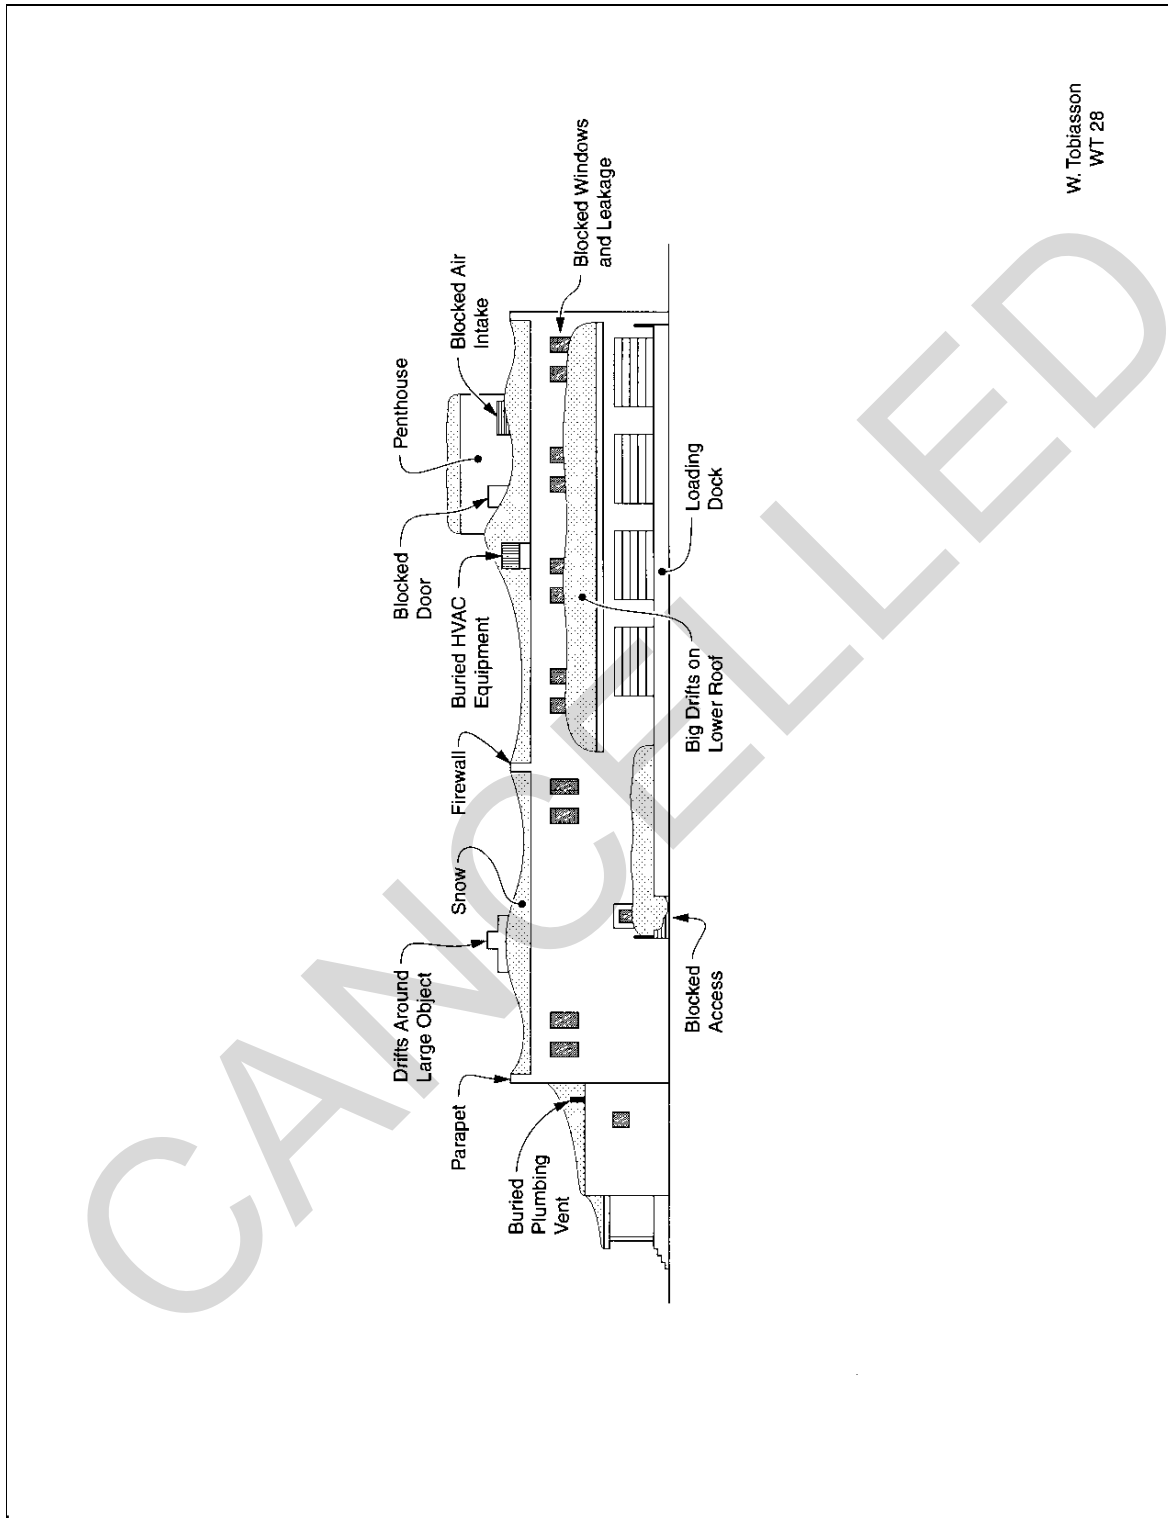 Parapet
Drifts Around
Large Object
Snow
Firewall
Buried HVAC
Equipment
Blocked
Door
Penthouse
Blocked Air
Intake
Blocked Windows
and Leakage
Buried
Plumbing
Vent
Blocked
Access
Big Drifts on
Lower Roof
Loading
Dock
W. Tobiasson
WT 28
CANCELLED